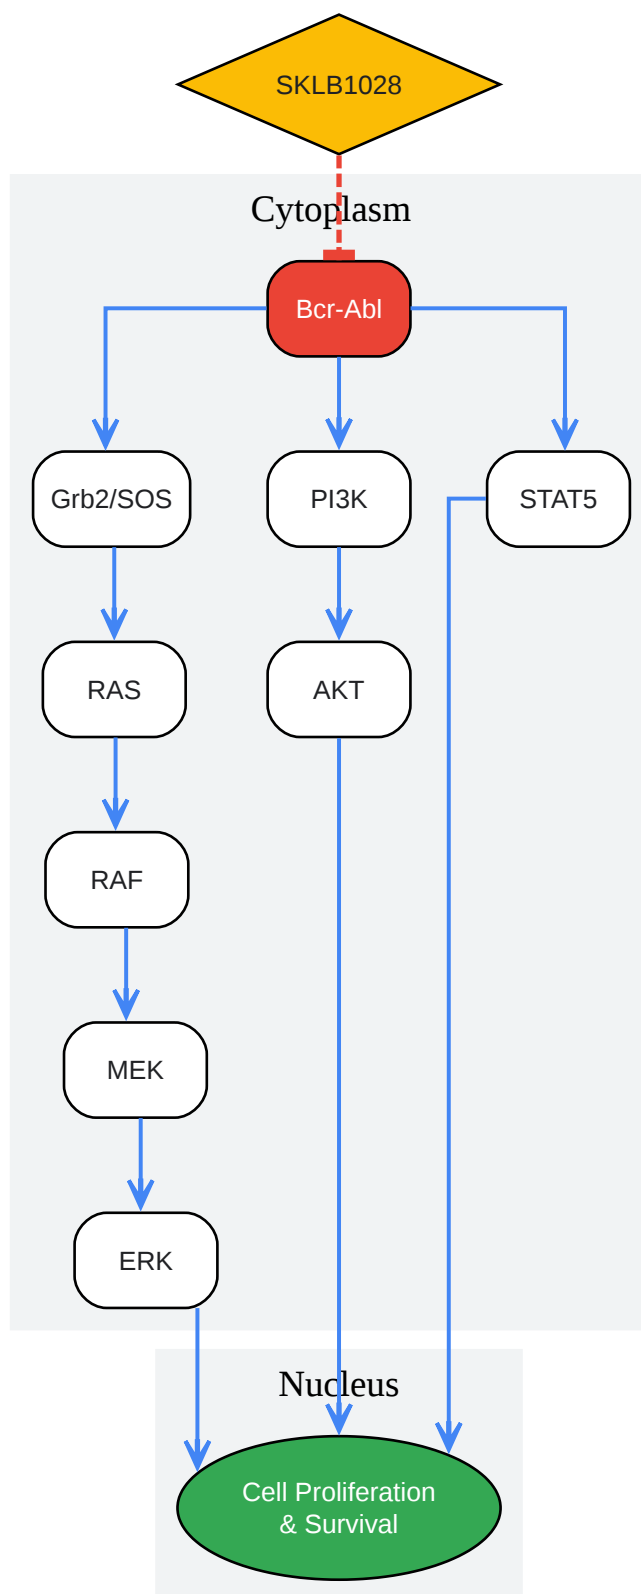 SKLB1028
Cytoplasm
Bcr-Abl
Grb2/SOS
PI3K
STAT5
RAS
AKT
RAF
MEK
ERK
Nucleus
Cell Proliferation
& Survival